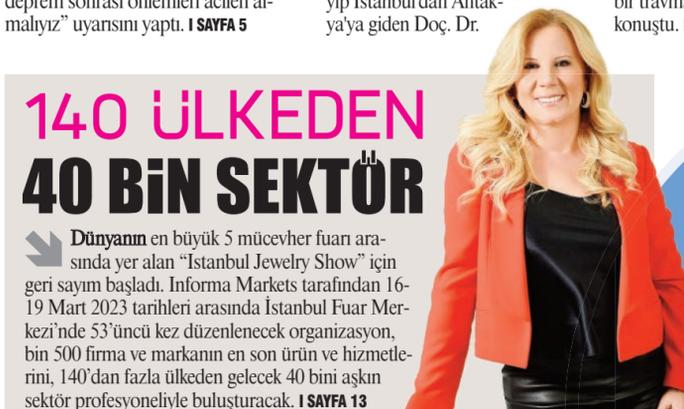 deprem sonrası önlemleri acilen al-
malıyız” uyarısını yaptı. I SAYFA 5
yip İstanbul'dan Antak-
ya'ya giden Doç. Dr.
bir travma
konuştu.
140 ÜLKEDEN
40 BiN SEKTÖR
Dünyanın en büyük 5 mücevher fuarı ara-
sında yer alan “Istanbul Jewelry Show” için
geri sayım başladı. Informa Markets tarafından 16-
19 Mart 2023 tarihleri arasında İstanbul Fuar Mer-
kezi’nde 53’üncü kez düzenlenecek organizasyon,
bin 500 firma ve markanın en son ürün ve hizmetle-
rini, 140’dan fazla ülkeden gelecek 40 bini aşkın
sektör profesyoneliyle buluşturacak. I SAYFA 13